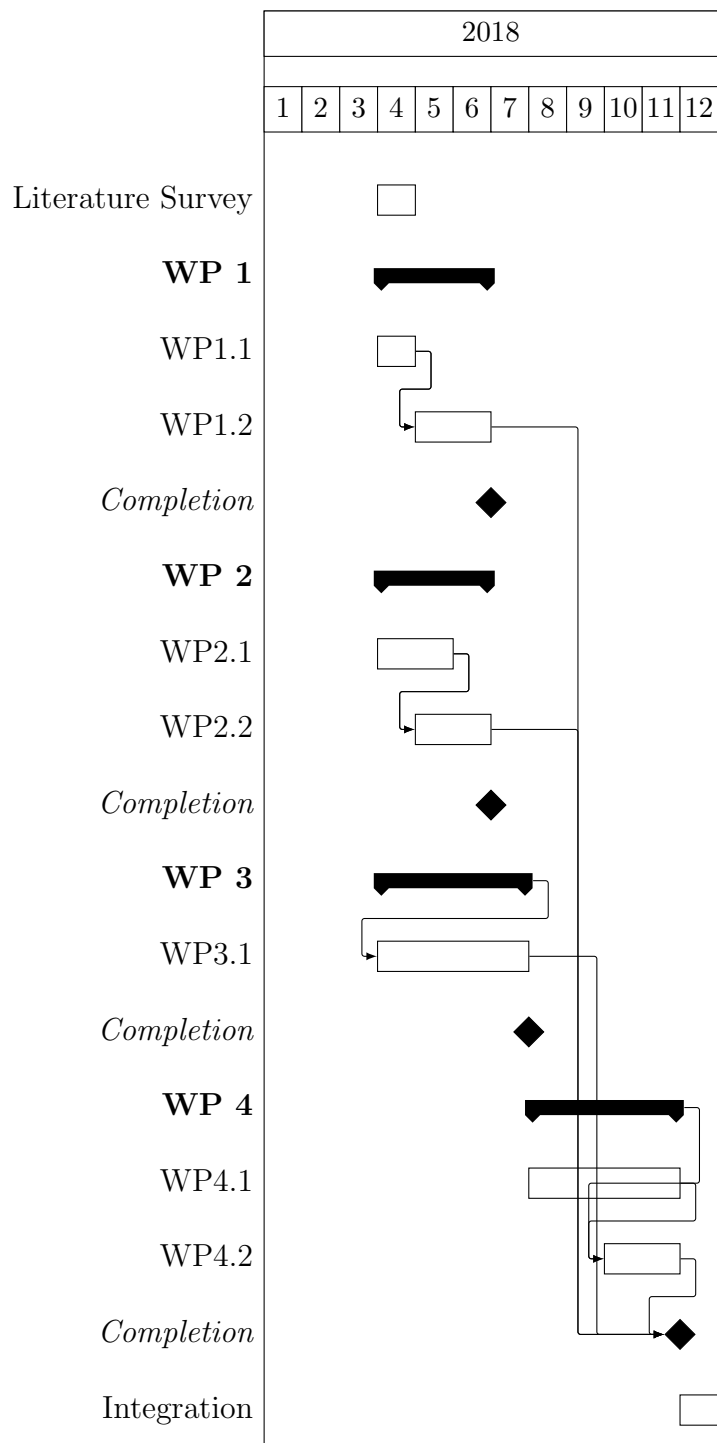 2018
1 2 3 4 5 6 7 8 9 10 11 12
Literature Survey
WP 1
WP1.1
WP1.2
Completion
WP 2
WP2.1
WP2.2
Completion
WP 3
WP3.1
Completion
WP 4
WP4.1
WP4.2
Completion
Integration